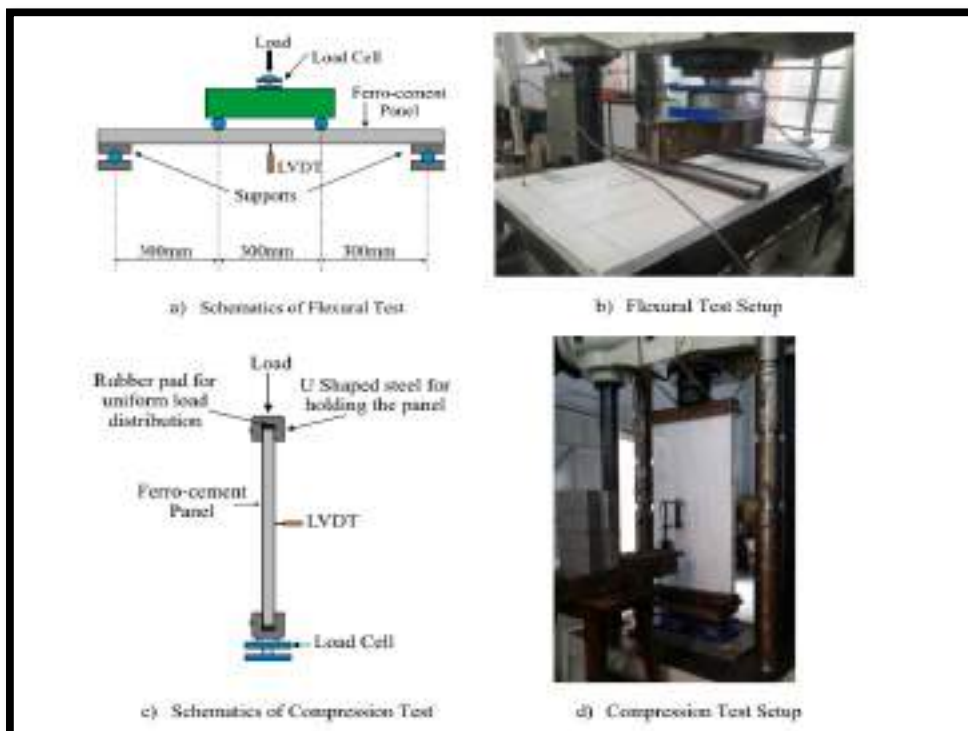 Load
Load Cell
Ferro-cement
Panel
LVDT
Supports
300mm 300mm 300mm
a) Schematics of Flexural Test
b) Flexural Test Setup
Load
Rubber pad for
uniform load
distribution
U Shaped steel for
holding the panel
Ferro-cement
Panel
LVDT
Load Cell
c) Schematics of Compression Test
d) Compression Test Setup